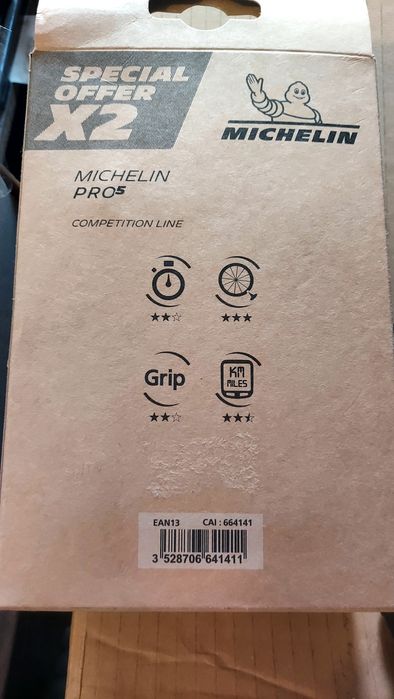 SPECIAL
OFFER
X2
MICHELIN
MICHELIN
PRO⁵
COMPETITION LINE
★★☆ ★★★
Grip
KM
MILES
★★☆
EAN13 CAI : 664141
3 528706 641411